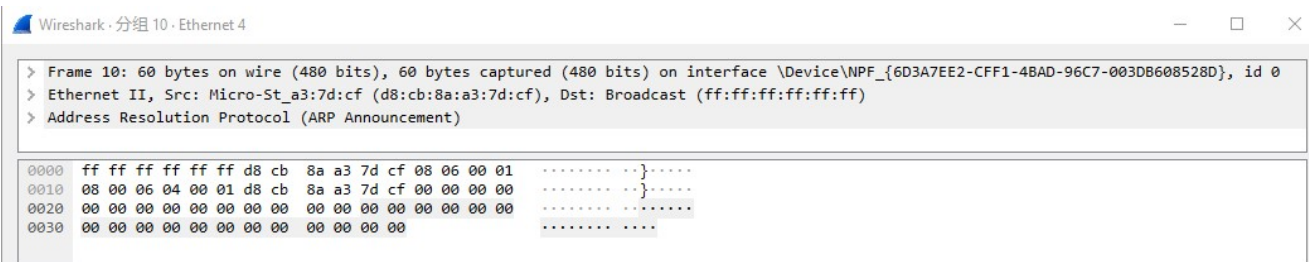 Wireshark · 分组 10 · Ethernet 4
> Frame 10: 60 bytes on wire (480 bits), 60 bytes captured (480 bits) on interface \Device\NPF_{6D3A7EE2-CFF1-4BAD-96C7-003DB608528D}, id 0
> Ethernet II, Src: Micro-St_a3:7d:cf (d8:cb:8a:a3:7d:cf), Dst: Broadcast (ff:ff:ff:ff:ff:ff)
> Address Resolution Protocol (ARP Announcement)
0000 ff ff ff ff ff ff d8 cb 8a a3 7d cf 08 06 00 01 ········ ··}·····
0010 08 00 06 04 00 01 d8 cb 8a a3 7d cf 00 00 00 00 ········ ··}·····
0020 00 00 00 00 00 00 00 00 00 00 00 00 00 00 00 00 ········ ········
0030 00 00 00 00 00 00 00 00 00 00 00 00 ········ ····